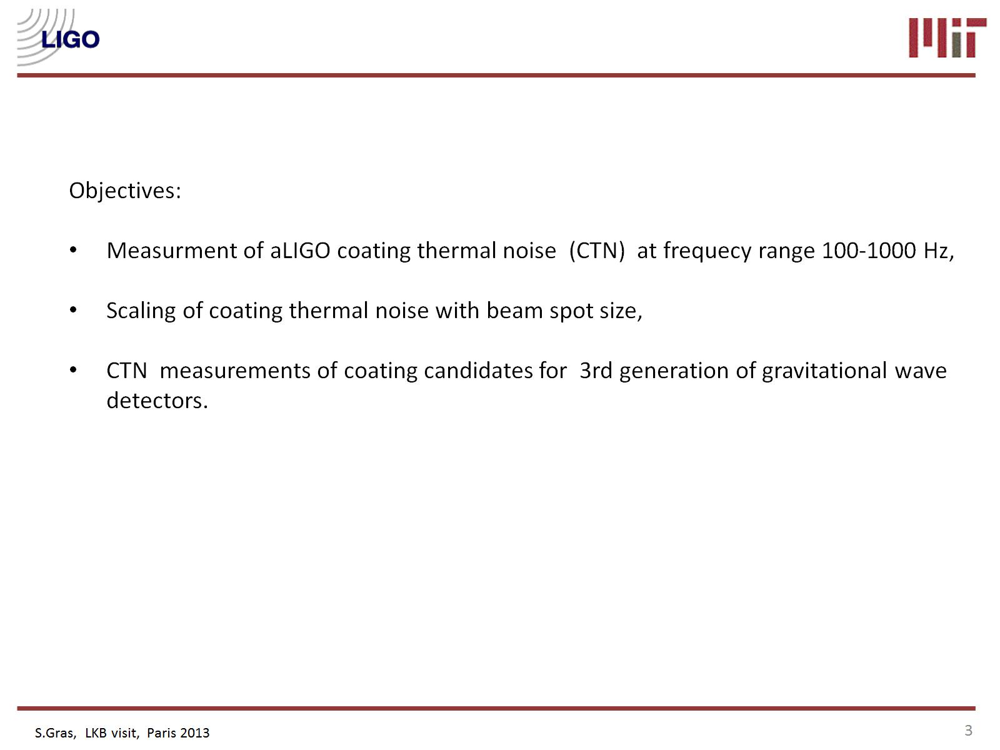 LIGO
MiT
Objectives:
• Measurment of aLIGO coating thermal noise  (CTN)  at frequecy range 100-1000 Hz,
• Scaling of coating thermal noise with beam spot size,
• CTN  measurements of coating candidates for  3rd generation of gravitational wave
detectors.
S.Gras,  LKB visit,  Paris 2013
3